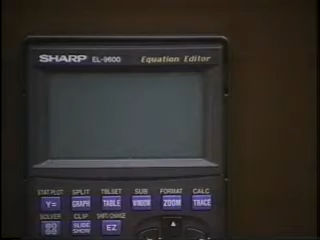 SHARP EL-9600 Equation Editor
STAT PLOT SPLIT TBLSET SUB FORMAT CALC
Y= GRAPH TABLE WINDOW ZOOM TRACE
SOLVER CLIP SHIFT/CHANGE
SLIDE SHOW EZ